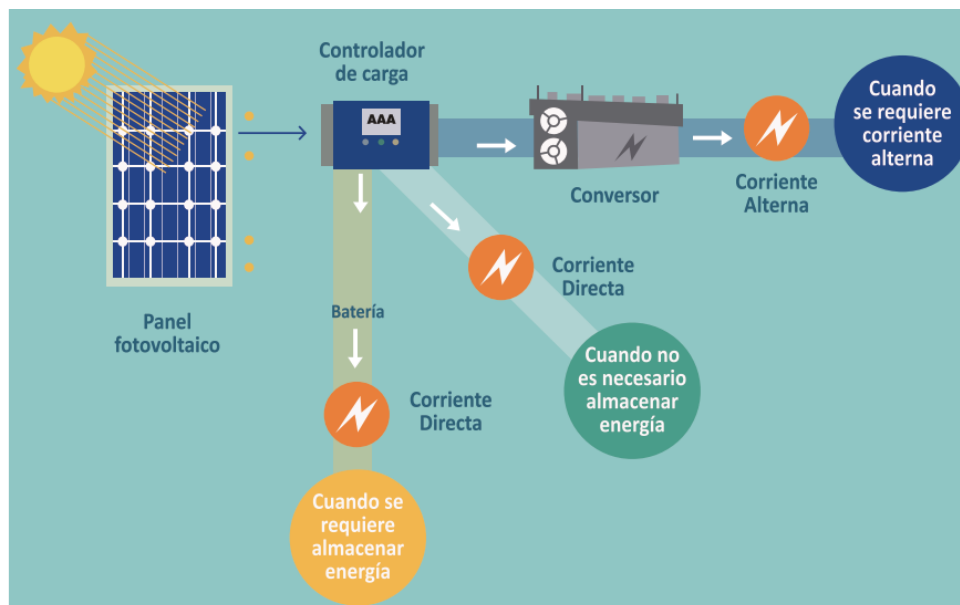 Controlador
de carga
AAA
Cuando
se requiere
corriente
alterna
Conversor
Corriente
Alterna
Corriente
Directa
Panel
fotovoltaico
Batería
Cuando no
es necesario
almacenar
energía
Corriente
Directa
Cuando se
requiere
almacenar
energía